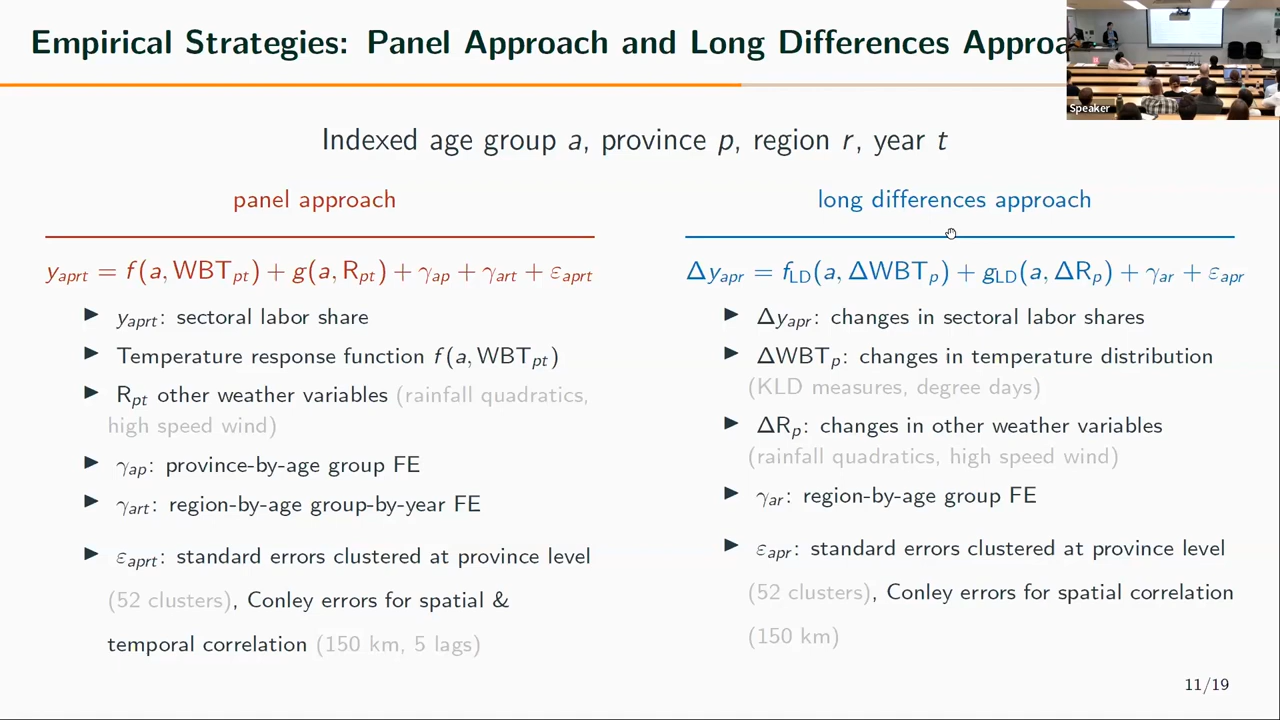 Empirical Strategies: Panel Approach and Long Differences Approa
Speaker
Indexed age group a, province p, region r, year t
panel approach
y_aprt = f(a, WBT_pt) + g(a, R_pt) + γ_ap + γ_art + ε_aprt
▶ y_aprt: sectoral labor share
▶ Temperature response function f(a, WBT_pt)
▶ R_pt other weather variables (rainfall quadratics,
high speed wind)
▶ γ_ap: province-by-age group FE
▶ γ_art: region-by-age group-by-year FE
▶ ε_aprt: standard errors clustered at province level
(52 clusters), Conley errors for spatial &
temporal correlation (150 km, 5 lags)
long differences approach
Δy_apr = f_LD(a, ΔWBT_p) + g_LD(a, ΔR_p) + γ_ar + ε_apr
▶ Δy_apr: changes in sectoral labor shares
▶ ΔWBT_p: changes in temperature distribution
(KLD measures, degree days)
▶ ΔR_p: changes in other weather variables
(rainfall quadratics, high speed wind)
▶ γ_ar: region-by-age group FE
▶ ε_apr: standard errors clustered at province level
(52 clusters), Conley errors for spatial correlation
(150 km)
11/19